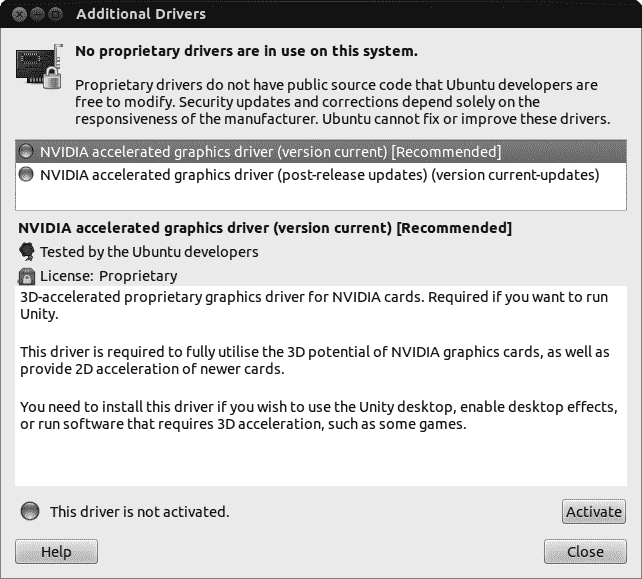 Additional Drivers
No proprietary drivers are in use on this system.
Proprietary drivers do not have public source code that Ubuntu developers are
free to modify. Security updates and corrections depend solely on the
responsiveness of the manufacturer. Ubuntu cannot fix or improve these drivers.
NVIDIA accelerated graphics driver (version current) [Recommended]
NVIDIA accelerated graphics driver (post-release updates) (version current-updates)
NVIDIA accelerated graphics driver (version current) [Recommended]
Tested by the Ubuntu developers
License: Proprietary
3D-accelerated proprietary graphics driver for NVIDIA cards. Required if you want to run
Unity.
This driver is required to fully utilise the 3D potential of NVIDIA graphics cards, as well as
provide 2D acceleration of newer cards.
You need to install this driver if you wish to use the Unity desktop, enable desktop effects,
or run software that requires 3D acceleration, such as some games.
This driver is not activated.
Activate
Help
Close